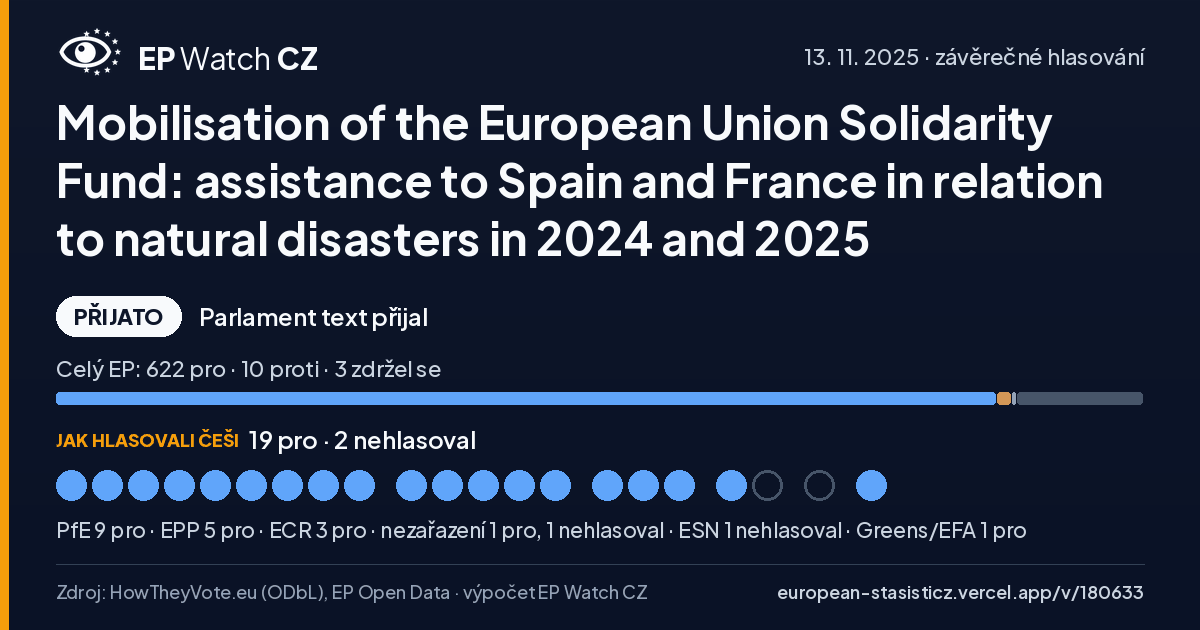 EP Watch CZ
13. 11. 2025 · závěrečné hlasování
Mobilisation of the European Union Solidarity
Fund: assistance to Spain and France in relation
to natural disasters in 2024 and 2025
PŘIJATO Parlament text přijal
Celý EP: 622 pro · 10 proti · 3 zdržel se
JAK HLASOVALI ČEŠI 19 pro · 2 nehlasoval
PfE 9 pro · EPP 5 pro · ECR 3 pro · nezařazení 1 pro, 1 nehlasoval · ESN 1 nehlasoval · Greens/EFA 1 pro
Zdroj: HowTheyVote.eu (ODbL), EP Open Data · výpočet EP Watch CZ
european-stasisticz.vercel.app/v/180633